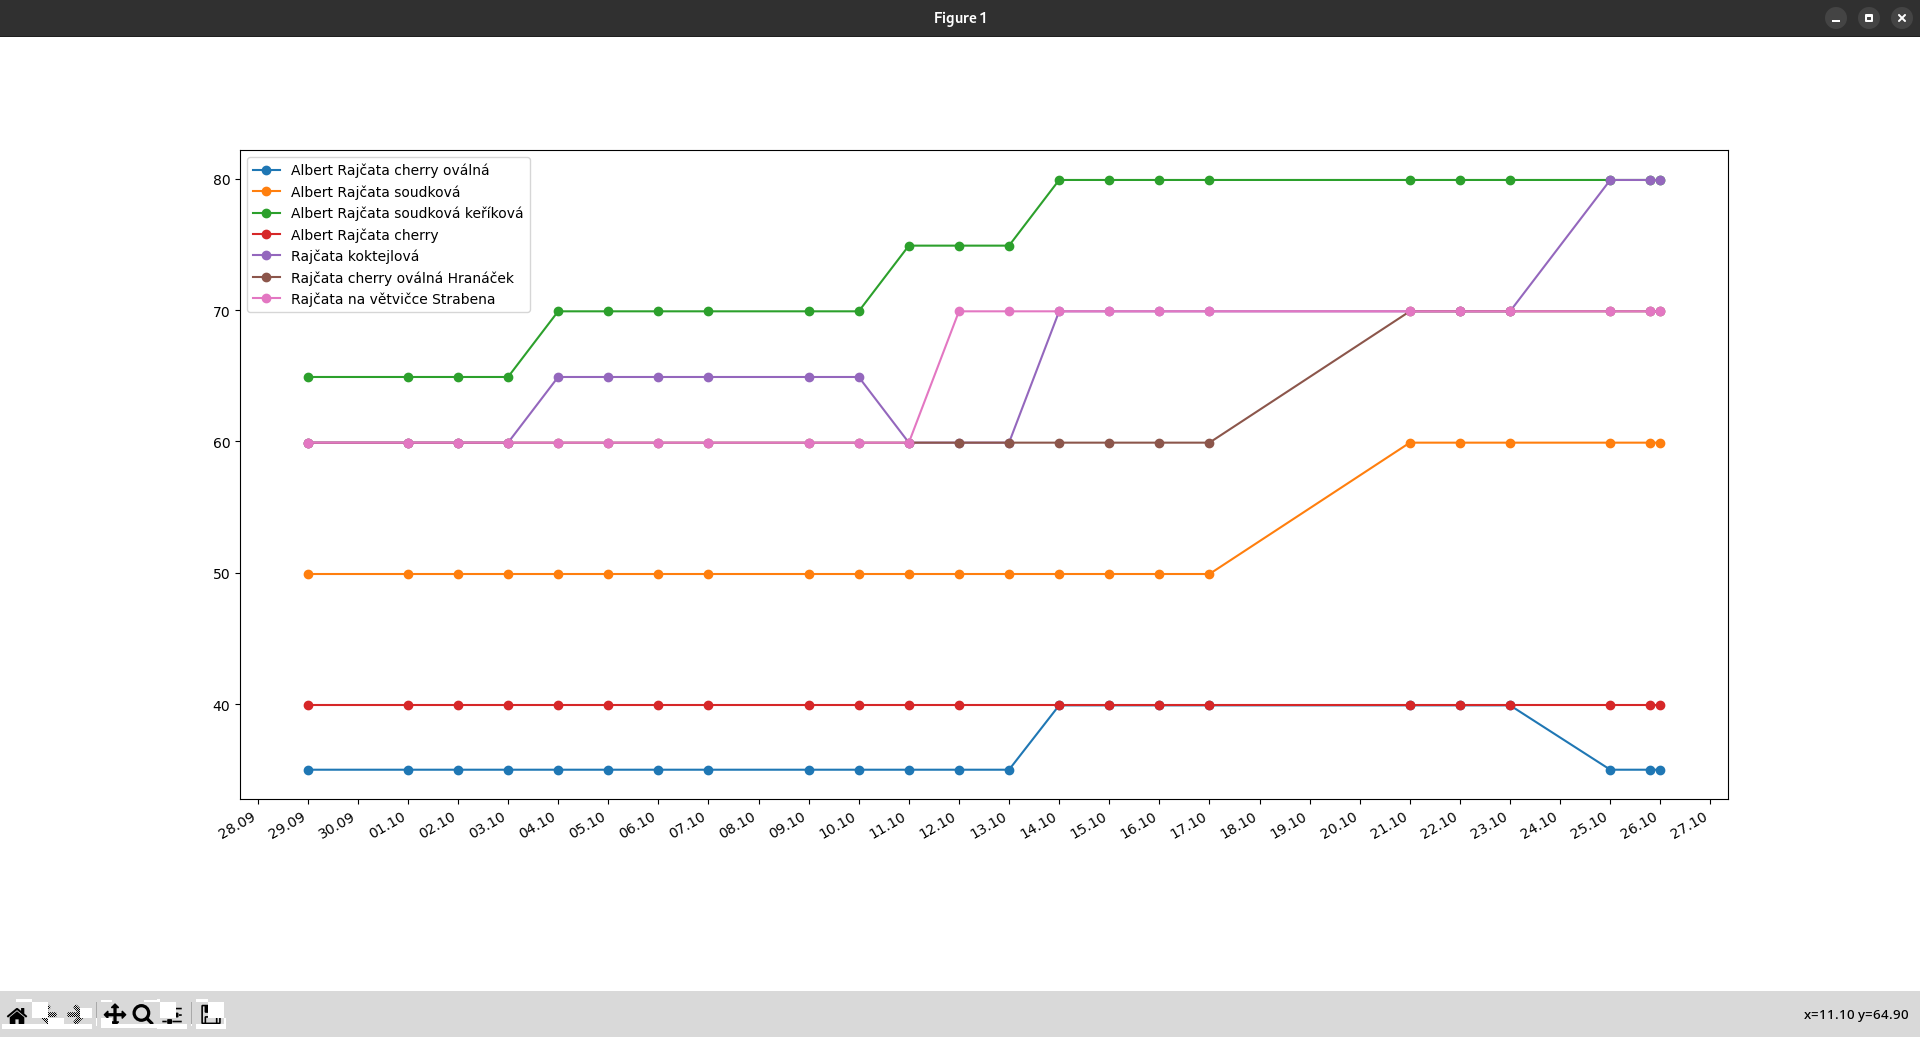 Figure 1
Albert Rajčata cherry oválná
Albert Rajčata soudková
Albert Rajčata soudková keříková
Albert Rajčata cherry
Rajčata koktejlová
Rajčata cherry oválná Hranáček
Rajčata na větvičce Strabena
80
70
60
50
40
28.09 29.09 30.09 01.10 02.10 03.10 04.10 05.10 06.10 07.10 08.10 09.10 10.10 11.10 12.10 13.10 14.10 15.10 16.10 17.10 18.10 19.10 20.10 21.10 22.10 23.10 24.10 25.10 26.10 27.10
x=11.10 y=64.90